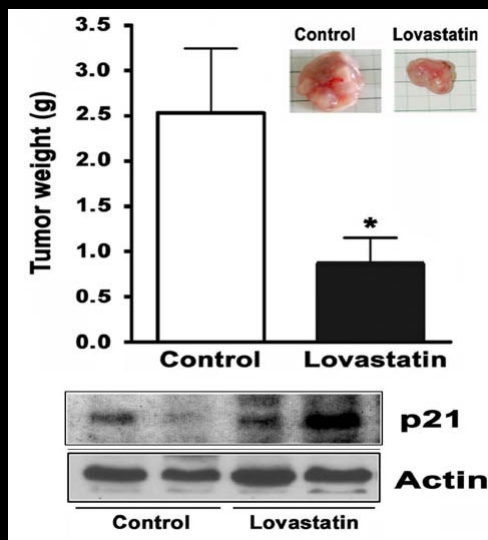 Control Lovastatin
Tumor weight (g)
3.5
3.0
2.5
2.0
1.5
1.0
0.5
0.0
*
Control Lovastatin
p21
Actin
Control Lovastatin